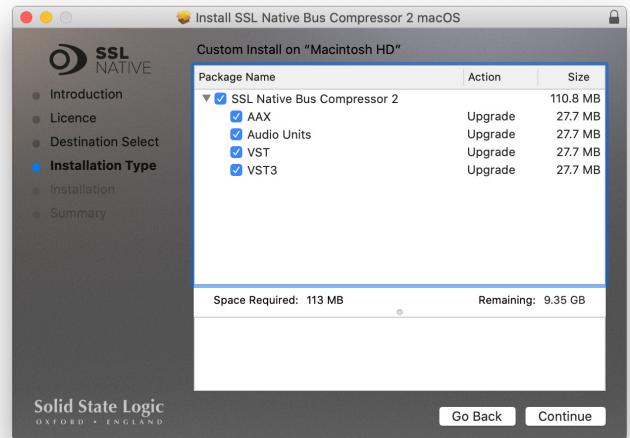 Install SSL Native Bus Compressor 2 macOS
SSL
NATIVE
Introduction
Licence
Destination Select
Installation Type
Installation
Summary
Custom Install on “Macintosh HD”
Package Name Action Size
SSL Native Bus Compressor 2 110.8 MB
AAX Upgrade 27.7 MB
Audio Units Upgrade 27.7 MB
VST Upgrade 27.7 MB
VST3 Upgrade 27.7 MB
Space Required: 113 MB Remaining: 9.35 GB
Solid State Logic
OXFORD • ENGLAND
Go Back Continue